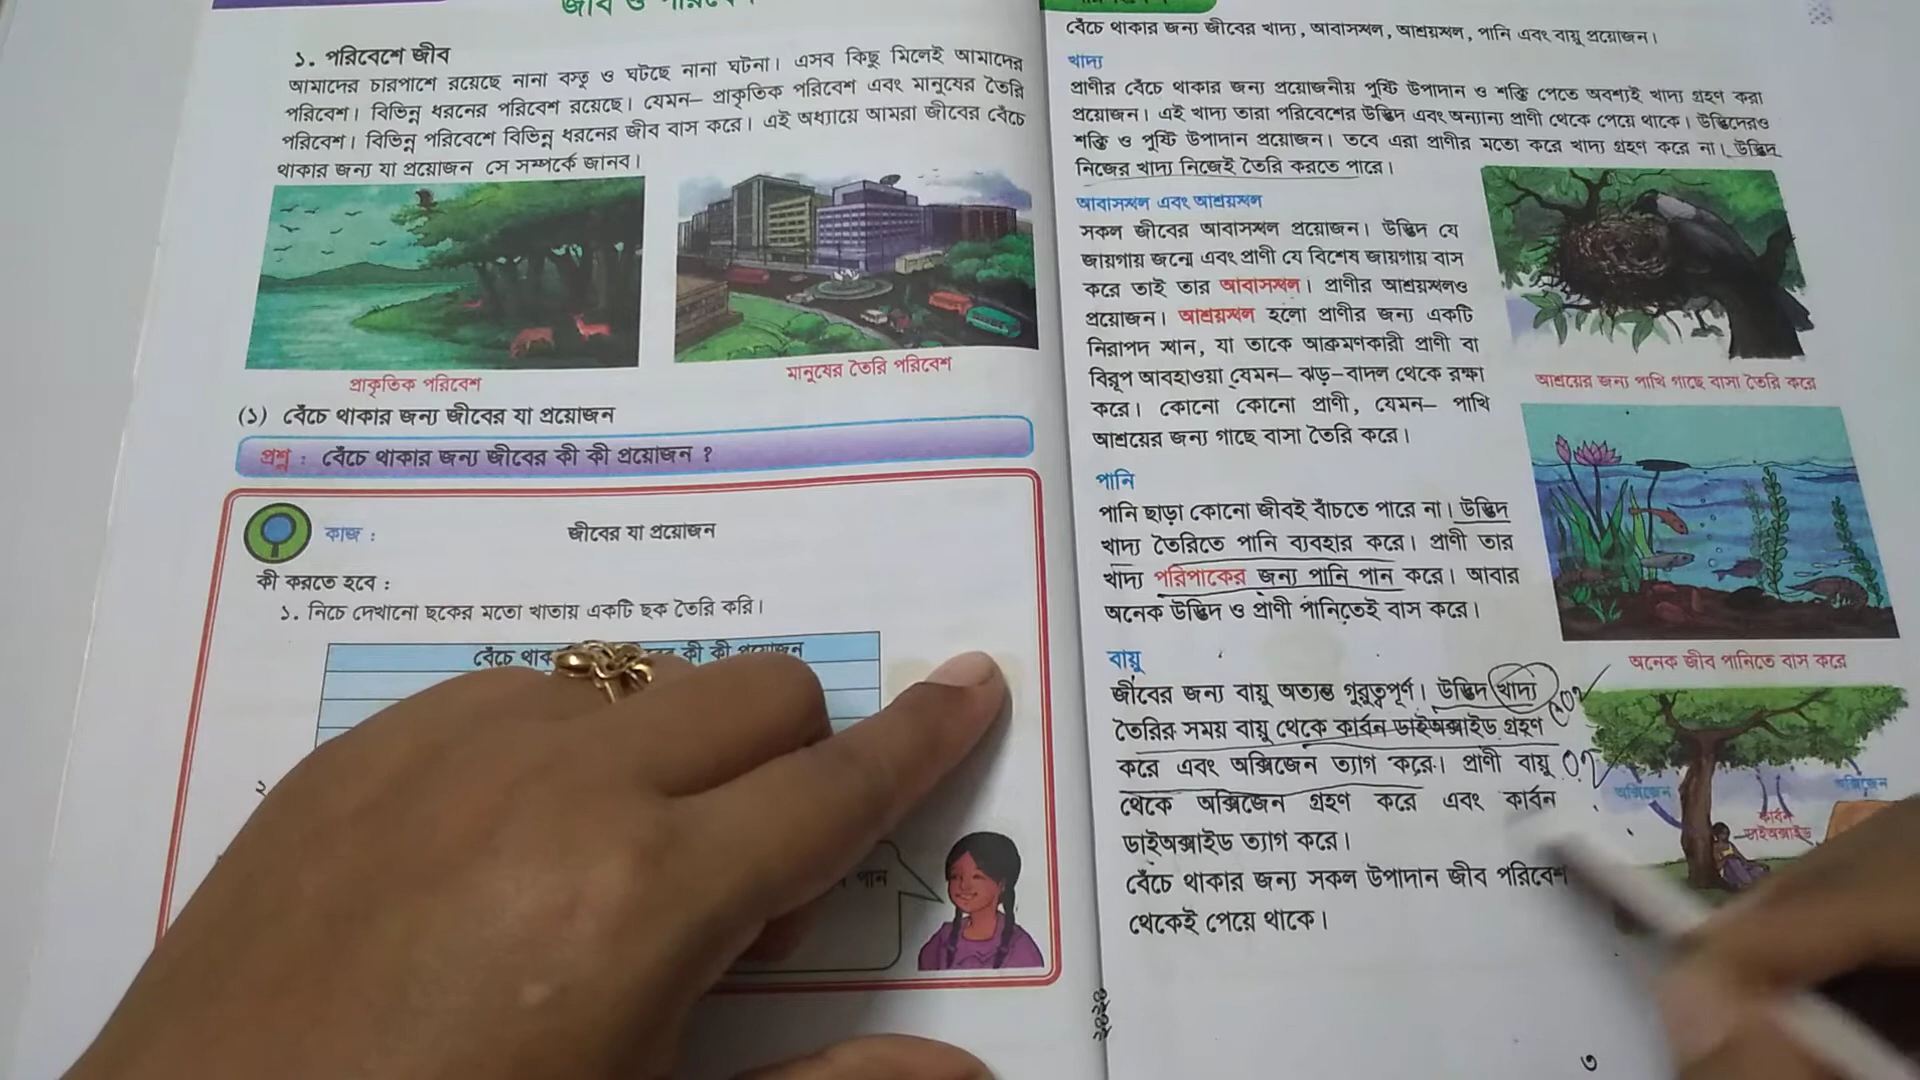 জীব ও পরিবেশ
১. পরিবেশে জীব
আমাদের চারপাশে রয়েছে নানা বস্তু ও ঘটছে নানা ঘটনা। এসব কিছু মিলেই আমাদের
পরিবেশ। বিভিন্ন ধরনের পরিবেশ রয়েছে। যেমন– প্রাকৃতিক পরিবেশ এবং মানুষের তৈরি
পরিবেশ। বিভিন্ন পরিবেশে বিভিন্ন ধরনের জীব বাস করে। এই অধ্যায়ে আমরা জীবের বেঁচে
থাকার জন্য যা প্রয়োজন সে সম্পর্কে জানব।
প্রাকৃতিক পরিবেশ
মানুষের তৈরি পরিবেশ
(১) বেঁচে থাকার জন্য জীবের যা প্রয়োজন
প্রশ্ন : বেঁচে থাকার জন্য জীবের কী কী প্রয়োজন ?
কাজ : জীবের যা প্রয়োজন
কী করতে হবে :
১. নিচে দেখানো ছকের মতো খাতায় একটি ছক তৈরি করি।
বেঁচে কী কী প্রয়োজন
২
পান
বেঁচে থাকার জন্য জীবের খাদ্য, আবাসস্থল, আশ্রয়স্থল, পানি এবং বায়ু প্রয়োজন।
খাদ্য
প্রাণীর বেঁচে থাকার জন্য প্রয়োজনীয় পুষ্টি উপাদান ও শক্তি পেতে অবশ্যই খাদ্য গ্রহণ করা
প্রয়োজন। এই খাদ্য তারা পরিবেশের উদ্ভিদ এবং অন্যান্য প্রাণী থেকে পেয়ে থাকে। উদ্ভিদেরও
শক্তি ও পুষ্টি উপাদান প্রয়োজন। তবে এরা প্রাণীর মতো করে খাদ্য গ্রহণ করে না। উদ্ভিদ
নিজের খাদ্য নিজেই তৈরি করতে পারে।
আবাসস্থল এবং আশ্রয়স্থল
সকল জীবের আবাসস্থল প্রয়োজন। উদ্ভিদ যে
জায়গায় জন্মে এবং প্রাণী যে বিশেষ জায়গায় বাস
করে তাই তার আবাসস্থল। প্রাণীর আশ্রয়স্থলও
প্রয়োজন। আশ্রয়স্থল হলো প্রাণীর জন্য একটি
নিরাপদ স্থান, যা তাকে আক্রমণকারী প্রাণী বা
বিরূপ আবহাওয়া যেমন– ঝড়-বাদল থেকে রক্ষা
করে। কোনো কোনো প্রাণী, যেমন– পাখি
আশ্রয়ের জন্য গাছে বাসা তৈরি করে।
আশ্রয়ের জন্য পাখি গাছে বাসা তৈরি করে
পানি
পানি ছাড়া কোনো জীবই বাঁচতে পারে না। উদ্ভিদ
খাদ্য তৈরিতে পানি ব্যবহার করে। প্রাণী তার
খাদ্য পরিপাকের জন্য পানি পান করে। আবার
অনেক উদ্ভিদ ও প্রাণী পানিতেই বাস করে।
অনেক জীব পানিতে বাস করে
বায়ু
জীবের জন্য বায়ু অত্যন্ত গুরুত্বপূর্ণ। উদ্ভিদ খাদ্য
তৈরির সময় বায়ু থেকে কার্বন ডাইঅক্সাইড গ্রহণ
করে এবং অক্সিজেন ত্যাগ করে। প্রাণী বায়ু
থেকে অক্সিজেন গ্রহণ করে এবং কার্বন
ডাইঅক্সাইড ত্যাগ করে।
বেঁচে থাকার জন্য সকল উপাদান জীব পরিবেশ
থেকেই পেয়ে থাকে।
অক্সিজেন
অক্সিজেন
কার্বন
ডাইঅক্সাইড
৩